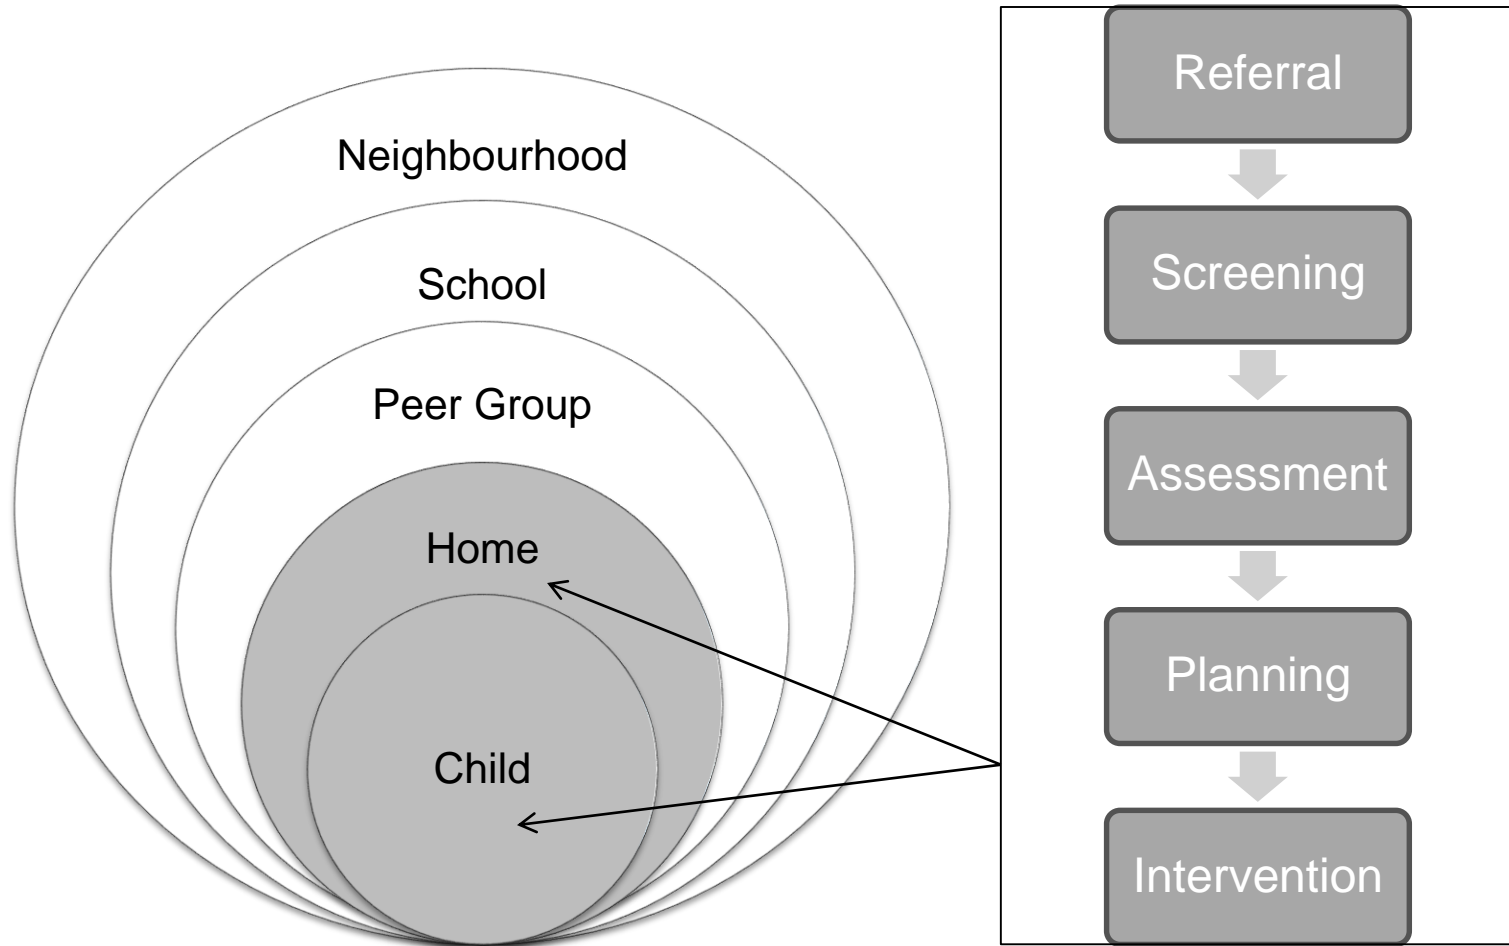 Neighbourhood
School
Peer Group
Home
Child
Referral
Screening
Assessment
Planning
Intervention